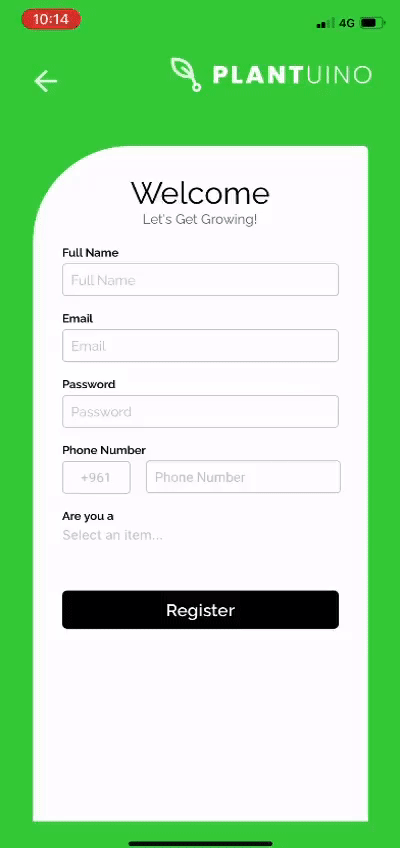 10:14
4G
PLANTUINO
Welcome
Let's Get Growing!
Full Name
Full Name
Email
Email
Password
Password
Phone Number
+961 Phone Number
Are you a
Select an item...
Register